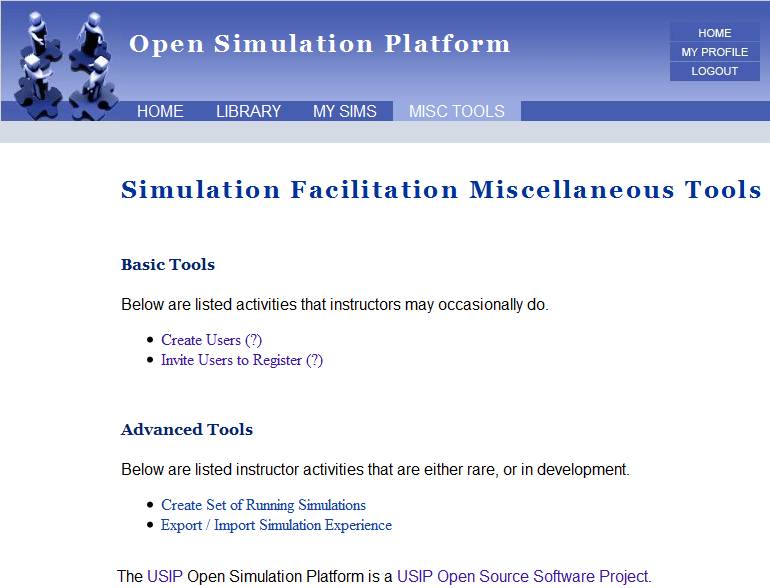 Open Simulation Platform
HOME
MY PROFILE
LOGOUT
HOME LIBRARY MY SIMS MISC TOOLS
Simulation Facilitation Miscellaneous Tools
Basic Tools
Below are listed activities that instructors may occasionally do.
Create Users (?)
Invite Users to Register (?)
Advanced Tools
Below are listed instructor activities that are either rare, or in development.
Create Set of Running Simulations
Export / Import Simulation Experience
The USIP Open Simulation Platform is a USIP Open Source Software Project.